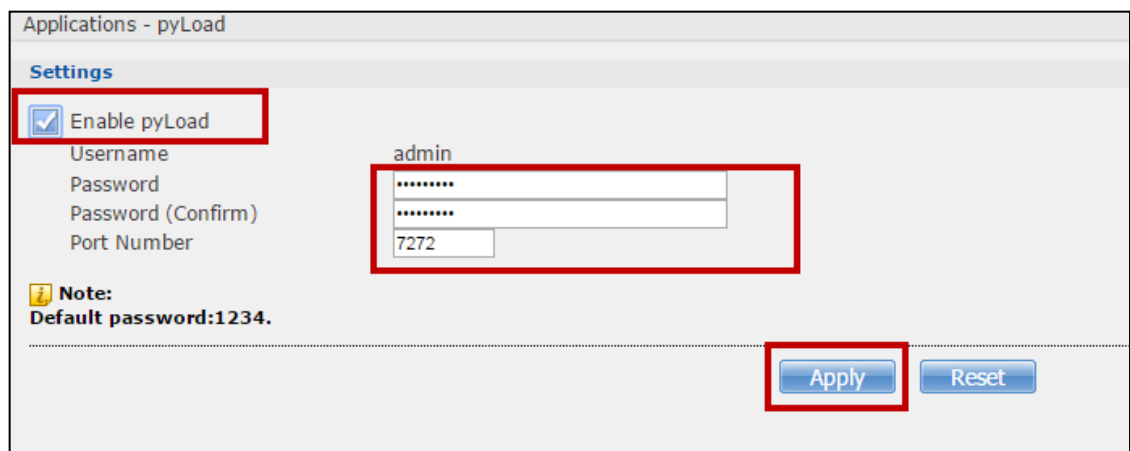 Applications - pyLoad
Settings
Enable pyLoad
Username admin
Password •••••••••
Password (Confirm) •••••••••
Port Number 7272
Note:
Default password:1234.
Apply Reset